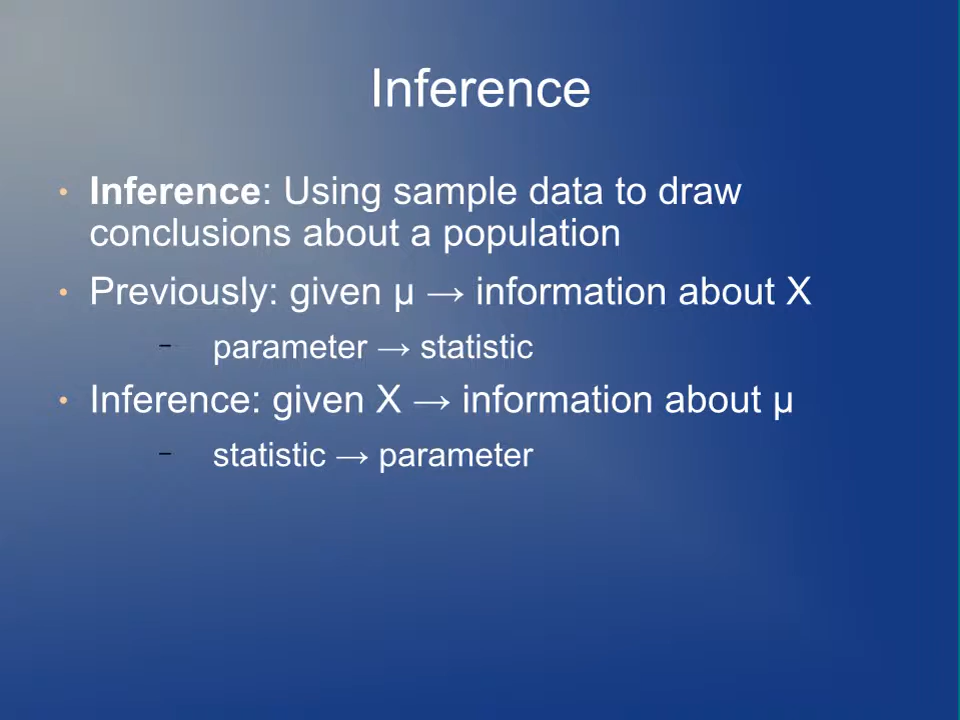 Inference
• Inference: Using sample data to draw
conclusions about a population
• Previously: given μ → information about X
– parameter → statistic
• Inference: given X → information about μ
– statistic → parameter